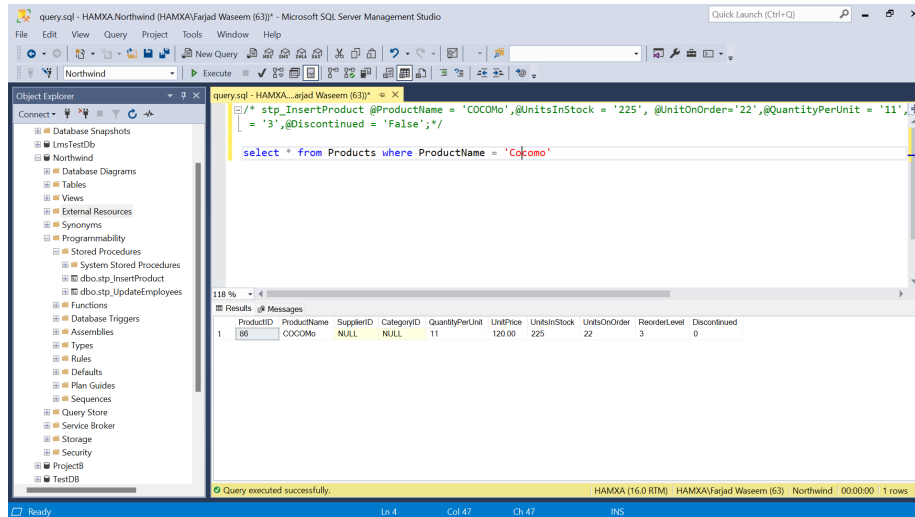 query.sql - HAMXA.Northwind (HAMXA\Farjad Waseem (63))* - Microsoft SQL Server Management Studio
Quick Launch (Ctrl+Q)
File Edit View Query Project Tools Window Help
New Query
Northwind
Execute
Object Explorer
query.sql - HAMXA....arjad Waseem (63))*
Connect
Database Snapshots
LmsTestDb
Northwind
Database Diagrams
Tables
Views
External Resources
Synonyms
Programmability
Stored Procedures
System Stored Procedures
dbo.stp_InsertProduct
dbo.stp_UpdateEmployees
Functions
Database Triggers
Assemblies
Types
Rules
Defaults
Plan Guides
Sequences
Query Store
Service Broker
Storage
Security
ProjectB
TestDB
/* stp_InsertProduct @ProductName = 'COCOMo',@UnitsInStock = '225', @UnitOnOrder='22',@QuantityPerUnit = '11',
= '3',@Discontinued = 'False';*/
select * from Products where ProductName = 'Cocomo'
118 %
Results Messages
ProductID ProductName SupplierID CategoryID QuantityPerUnit UnitPrice UnitsInStock UnitsOnOrder ReorderLevel Discontinued
1 86 COCOMo NULL NULL 11 120.00 225 22 3 0
Query executed successfully.
HAMXA (16.0 RTM) HAMXA\Farjad Waseem (63) Northwind 00:00:00 1 rows
Ready Ln 4 Col 47 Ch 47 INS